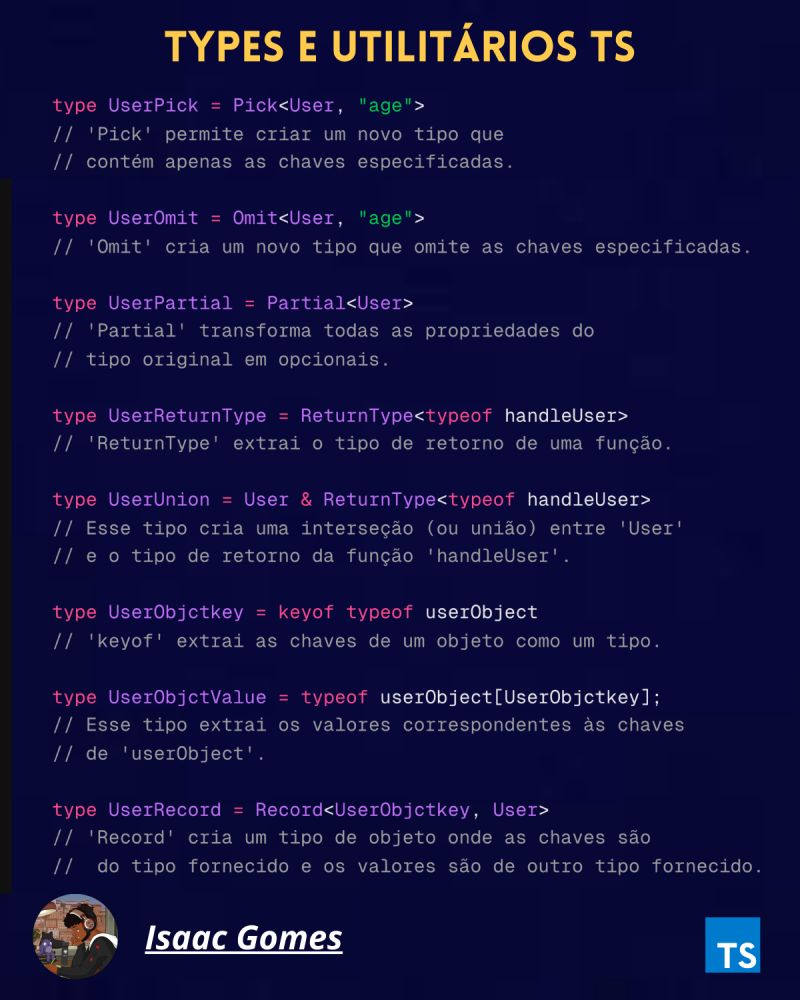 TYPES E UTILITÁRIOS TS
type UserPick = Pick<User, "age">
// 'Pick' permite criar um novo tipo que
// contém apenas as chaves especificadas.
type UserOmit = Omit<User, "age">
// 'Omit' cria um novo tipo que omite as chaves especificadas.
type UserPartial = Partial<User>
// 'Partial' transforma todas as propriedades do
// tipo original em opcionais.
type UserReturnType = ReturnType<typeof handleUser>
// 'ReturnType' extrai o tipo de retorno de uma função.
type UserUnion = User & ReturnType<typeof handleUser>
// Esse tipo cria uma interseção (ou união) entre 'User'
// e o tipo de retorno da função 'handleUser'.
type UserObjctkey = keyof typeof userObject
// 'keyof' extrai as chaves de um objeto como um tipo.
type UserObjctValue = typeof userObject[UserObjctkey];
// Esse tipo extrai os valores correspondentes às chaves
// de 'userObject'.
type UserRecord = Record<UserObjctkey, User>
// 'Record' cria um tipo de objeto onde as chaves são
//  do tipo fornecido e os valores são de outro tipo fornecido.
Isaac Gomes
TS